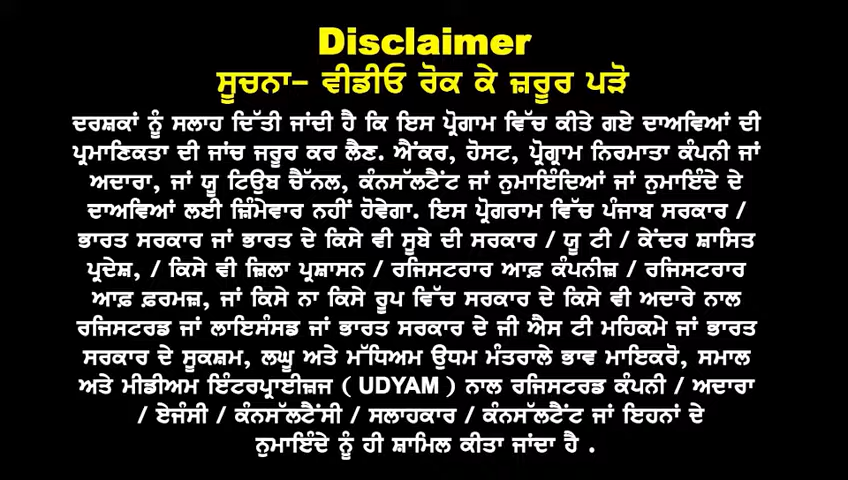 Disclaimer
ਸੂਚਨਾ- ਵੀਡੀਓ ਰੋਕ ਕੇ ਜ਼ਰੂਰ ਪੜੋ
ਦਰਸ਼ਕਾਂ ਨੂੰ ਸਲਾਹ ਦਿੱਤੀ ਜਾਂਦੀ ਹੈ ਕਿ ਇਸ ਪ੍ਰੋਗਾਮ ਵਿੱਚ ਕੀਤੇ ਗਏ ਦਾਅਵਿਆਂ ਦੀ
ਪ੍ਰਮਾਣਿਕਤਾ ਦੀ ਜਾਂਚ ਜਰੂਰ ਕਰ ਲੈਣ. ਐਂਕਰ, ਹੋਸਟ, ਪ੍ਰੋਗ੍ਰਾਮ ਨਿਰਮਾਤਾ ਕੰਪਨੀ ਜਾਂ
ਅਦਾਰਾ, ਜਾਂ ਯੂ ਟਿਊਬ ਚੈੱਨਲ, ਕੰਨਸੱਲਟੈਂਟ ਜਾਂ ਨੁਮਾਇੰਦਿਆਂ ਜਾਂ ਨੁਮਾਇੰਦੇ ਦੇ
ਦਾਅਵਿਆਂ ਲਈ ਜ਼ਿੰਮੇਵਾਰ ਨਹੀਂ ਹੋਵੇਗਾ. ਇਸ ਪ੍ਰੋਗਰਾਮ ਵਿੱਚ ਪੰਜਾਬ ਸਰਕਾਰ /
ਭਾਰਤ ਸਰਕਾਰ ਜਾਂ ਭਾਰਤ ਦੇ ਕਿਸੇ ਵੀ ਸੂਬੇ ਦੀ ਸਰਕਾਰ / ਯੂ ਟੀ / ਕੇਂਦਰ ਸ਼ਾਸਿਤ
ਪ੍ਰਦੇਸ਼, / ਕਿਸੇ ਵੀ ਜ਼ਿਲਾ ਪ੍ਰਸ਼ਾਸਨ / ਰਜਿਸਟਰਾਰ ਆਫ਼ ਕੰਪਨੀਜ਼ / ਰਜਿਸਟਰਾਰ
ਆਫ਼ ਫ਼ਰਮਜ਼, ਜਾਂ ਕਿਸੇ ਨਾ ਕਿਸੇ ਰੂਪ ਵਿੱਚ ਸਰਕਾਰ ਦੇ ਕਿਸੇ ਵੀ ਅਦਾਰੇ ਨਾਲ
ਰਜਿਸਟਰਡ ਜਾਂ ਲਾਇਸੰਸਡ ਜਾਂ ਭਾਰਤ ਸਰਕਾਰ ਦੇ ਜੀ ਐਸ ਟੀ ਮਹਿਕਮੇ ਜਾਂ ਭਾਰਤ
ਸਰਕਾਰ ਦੇ ਸੂਕਸ਼ਮ, ਲਘੂ ਅਤੇ ਮੱਧਿਅਮ ਉਧਮ ਮੰਤਰਾਲੇ ਭਾਵ ਮਾਇਕਰੋ, ਸਮਾਲ
ਅਤੇ ਮੀਡੀਅਮ ਇੰਟਰਪ੍ਰਾਈਜ਼ਜ ( UDYAM ) ਨਾਲ ਰਜਿਸਟਰਡ ਕੰਪਨੀ / ਅਦਾਰਾ
/ ਏਜੰਸੀ / ਕੰਨਸੱਲਟੈਂਸੀ / ਸਲਾਹਕਾਰ / ਕੰਨਸੱਲਟੈਂਟ ਜਾਂ ਇਹਨਾਂ ਦੇ
ਨੁਮਾਇੰਦੇ ਨੂੰ ਹੀ ਸ਼ਾਮਿਲ ਕੀਤਾ ਜਾਂਦਾ ਹੈ .